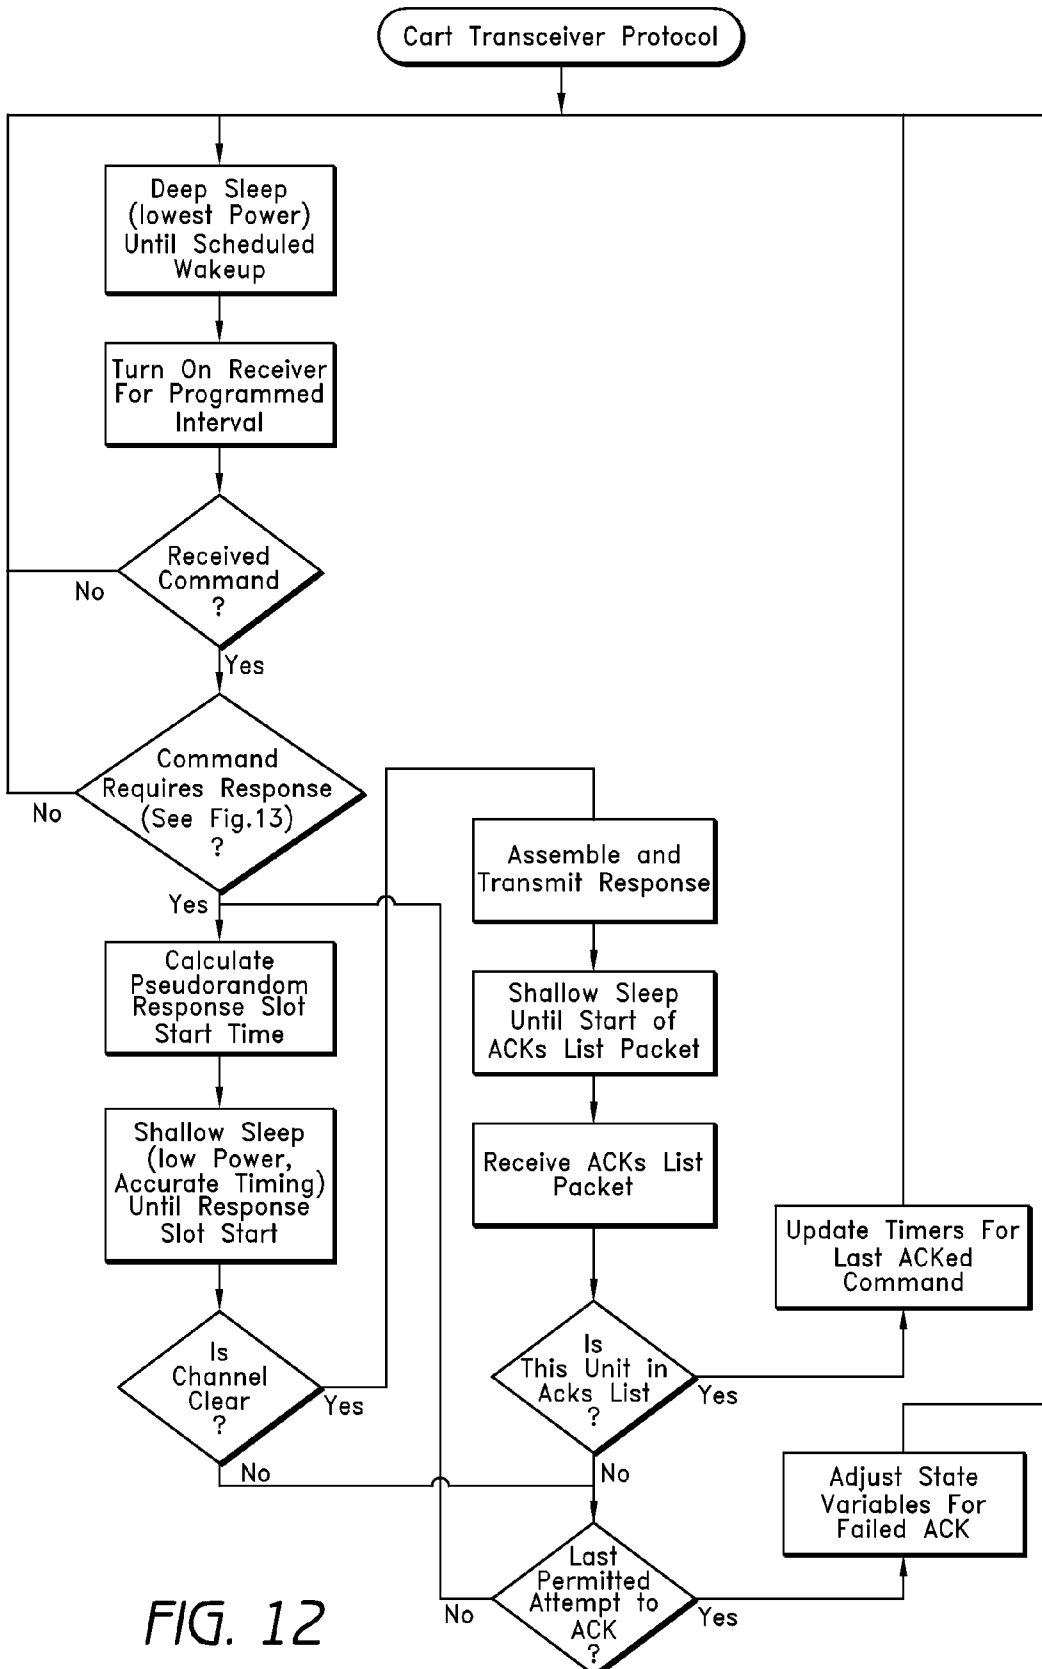 Cart Transceiver Protocol
Deep Sleep
(lowest Power)
Until Scheduled
Wakeup
Turn On Receiver
For Programmed
Interval
Received
Command
?
No
Yes
Command
Requires Response
(See Fig.13)
?
No
Yes
Calculate
Pseudorandom
Response Slot
Start Time
Shallow Sleep
(low Power,
Accurate Timing)
Until Response
Slot Start
Is
Channel
Clear
?
Yes
No
Assemble and
Transmit Response
Shallow Sleep
Until Start of
ACKs List Packet
Receive ACKs List
Packet
Is
This Unit in
Acks List
?
Yes
No
Update Timers For
Last ACKed
Command
Last
Permitted
Attempt to
ACK
?
No
Yes
Adjust State
Variables For
Failed ACK
FIG. 12